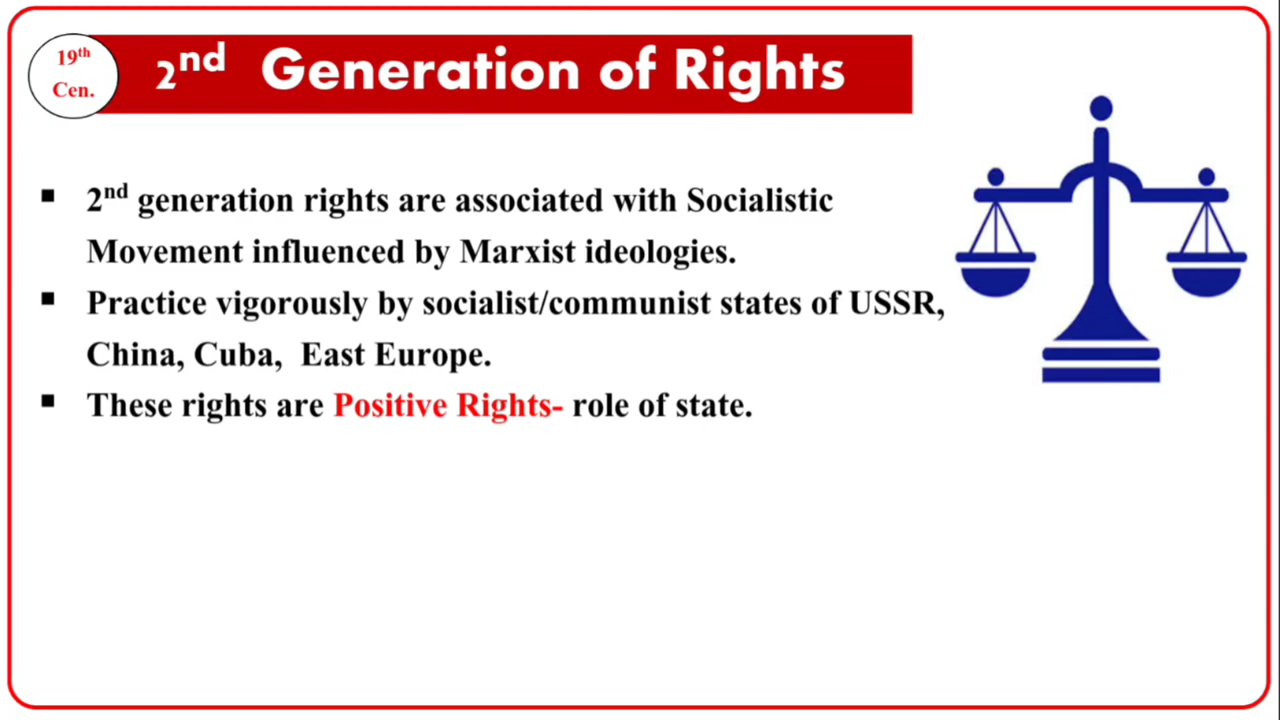 19th
Cen.
2nd Generation of Rights
▪ 2nd generation rights are associated with Socialistic
Movement influenced by Marxist ideologies.
▪ Practice vigorously by socialist/communist states of USSR,
China, Cuba, East Europe.
▪ These rights are Positive Rights- role of state.